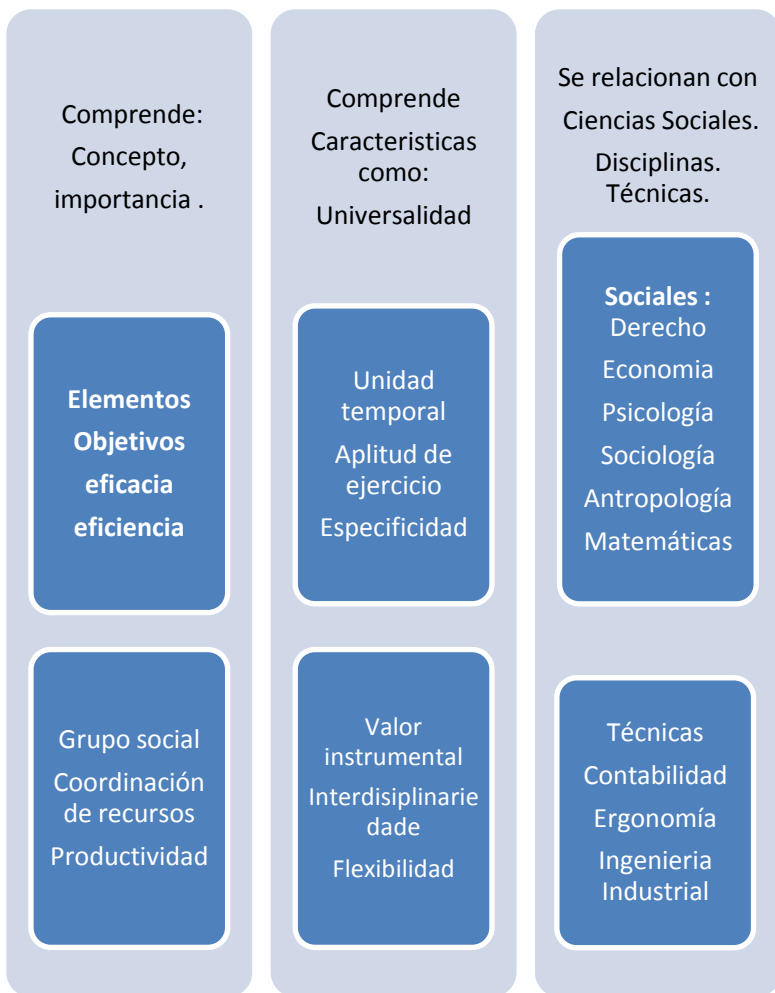 Comprende:
Concepto,
importancia .
Elementos
Objetivos
eficacia
eficiencia
Grupo social
Coordinación
de recursos
Productividad
Comprende
Caracteristicas
como:
Universalidad
Unidad
temporal
Aplitud de
ejercicio
Especificidad
Valor
instrumental
Interdisiplinarie
dade
Flexibilidad
Se relacionan con
Ciencias Sociales.
Disciplinas.
Técnicas.
Sociales :
Derecho
Economia
Psicología
Sociología
Antropología
Matemáticas
Técnicas
Contabilidad
Ergonomía
Ingenieria
Industrial